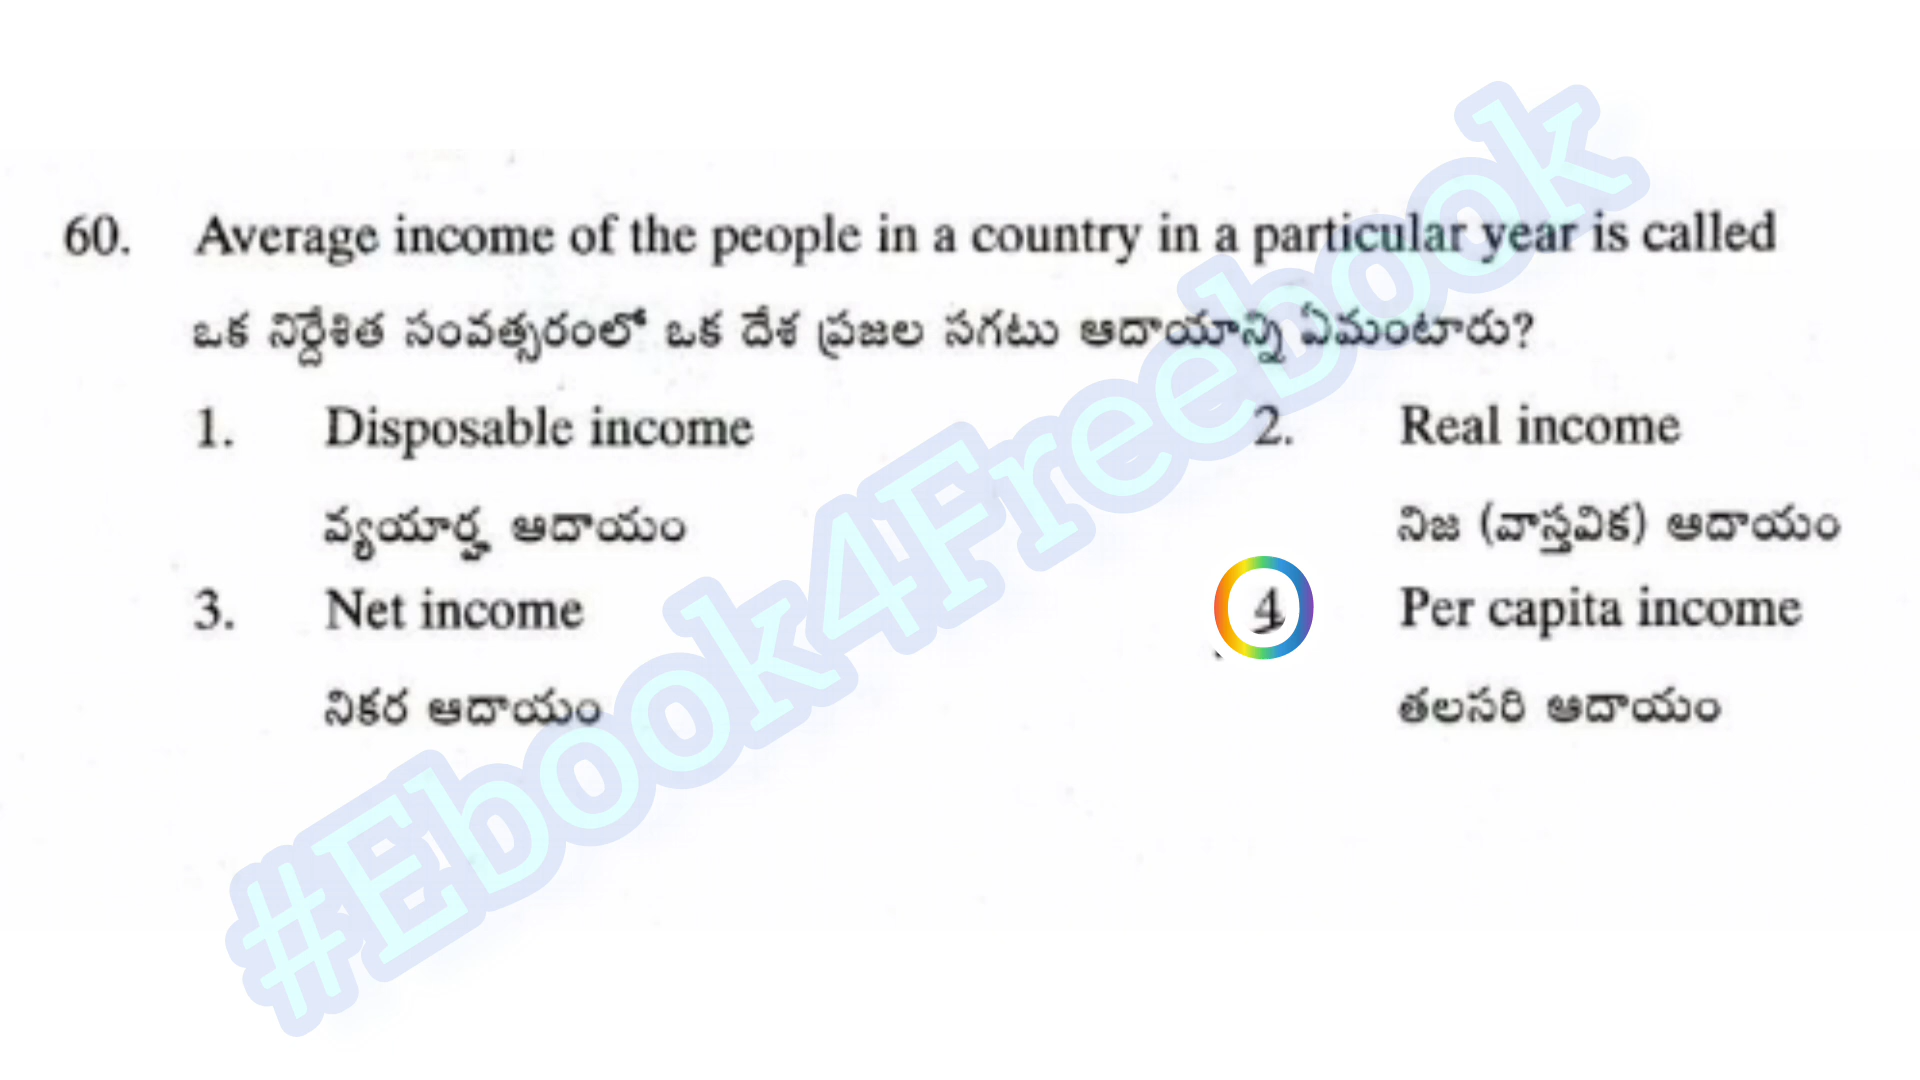 60. Average income of the people in a country in a particular year is called
ఒక నిర్దేశిత సంవత్సరంలో ఒక దేశ ప్రజల సగటు ఆదాయాన్ని ఏమంటారు?
1. Disposable income 2. Real income
వ్యయార్హ ఆదాయం నిజ (వాస్తవిక) ఆదాయం
3. Net income 4 Per capita income
నికర ఆదాయం తలసరి ఆదాయం
#Ebook4Freebook